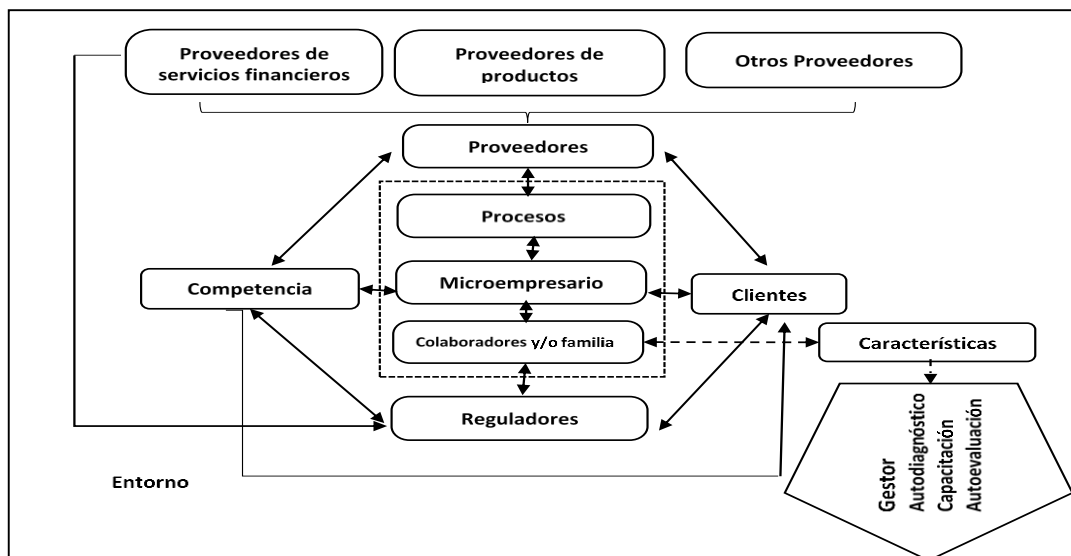 Proveedores de
servicios financieros
Proveedores de
productos
Otros Proveedores
Proveedores
Procesos
Competencia
Microempresario
Clientes
Colaboradores y/o familia
Características
Reguladores
Entorno
Gestor
Autodiagnóstico
Capacitación
Autoevaluación